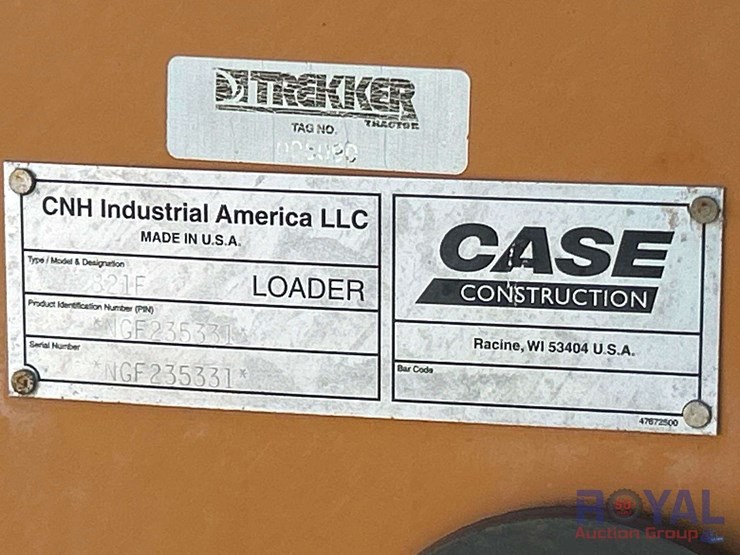 TREKKER
TRACTOR
TAG NO.
CNH Industrial America LLC
MADE IN U.S.A.
Type / Model & Designation
LOADER
Product Identification Number (PIN)
*NGF235331*
Serial Number
*NGF235331*
CASE
CONSTRUCTION
Racine, WI 53404 U.S.A.
Bar Code
47672500
ROYAL
Auction Group